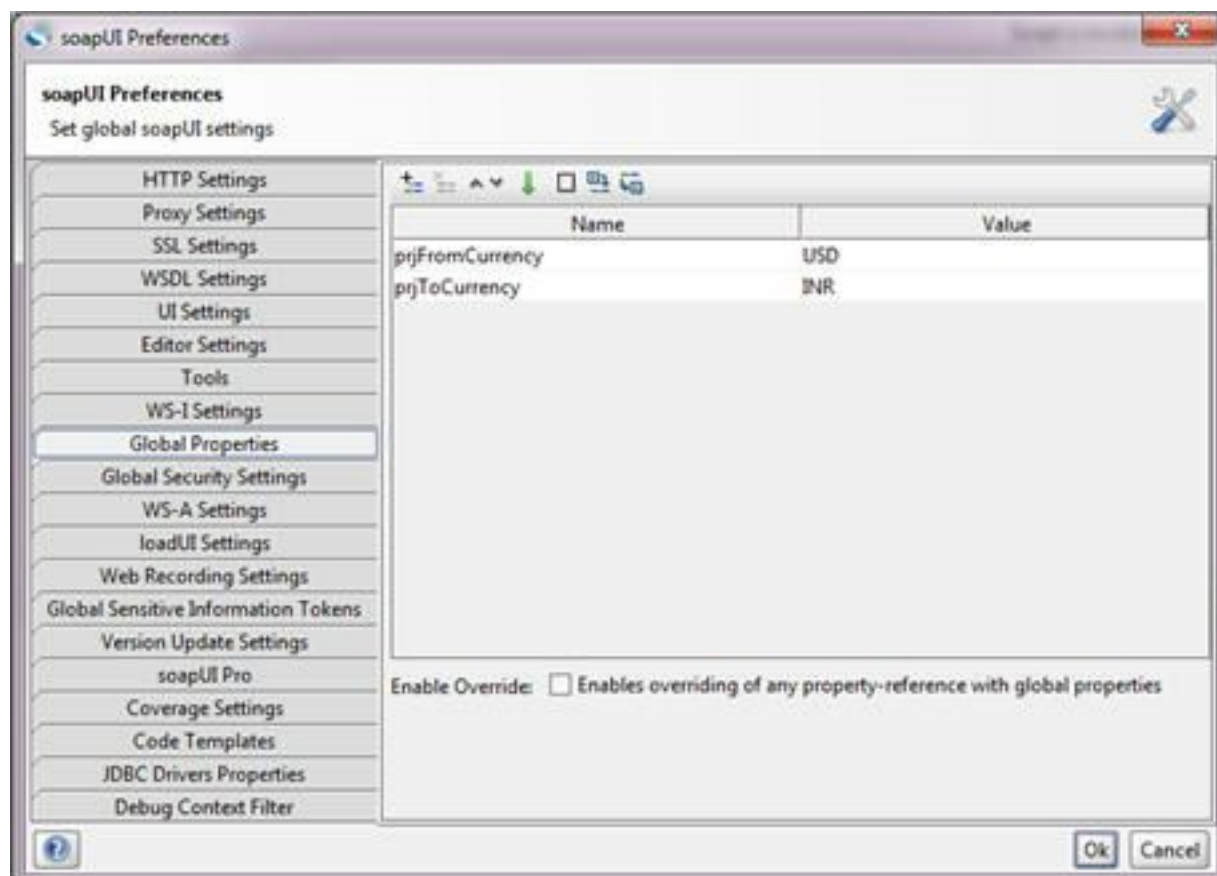 soapUI Preferences
soapUI Preferences
Set global soapUI settings
HTTP Settings
Proxy Settings
SSL Settings
WSDL Settings
UI Settings
Editor Settings
Tools
WS-I Settings
Global Properties
Global Security Settings
WS-A Settings
loadUI Settings
Web Recording Settings
Global Sensitive Information Tokens
Version Update Settings
soapUI Pro
Coverage Settings
Code Templates
JDBC Drivers Properties
Debug Context Filter
Name Value
prjFromCurrency USD
prjToCurrency INR
Enable Override: Enables overriding of any property-reference with global properties
Ok Cancel